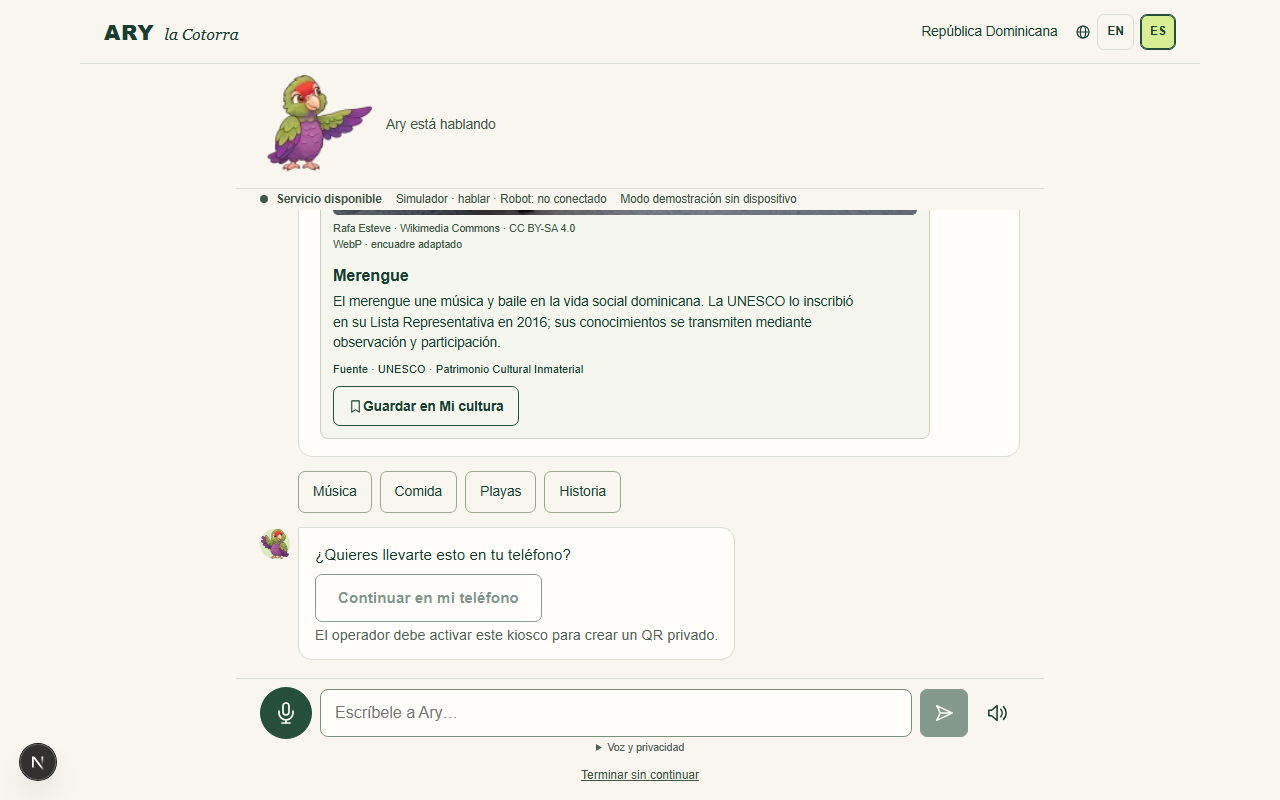 ARY la Cotorra
República Dominicana EN ES
Ary está hablando
Servicio disponible Simulador · hablar · Robot: no conectado Modo demostración sin dispositivo
Rafa Esteve · Wikimedia Commons · CC BY-SA 4.0
WebP · encuadre adaptado
Merengue
El merengue une música y baile en la vida social dominicana. La UNESCO lo inscribió
en su Lista Representativa en 2016; sus conocimientos se transmiten mediante
observación y participación.
Fuente · UNESCO · Patrimonio Cultural Inmaterial
Guardar en Mi cultura
Música Comida Playas Historia
¿Quieres llevarte esto en tu teléfono?
Continuar en mi teléfono
El operador debe activar este kiosco para crear un QR privado.
Escríbele a Ary…
Voz y privacidad
Terminar sin continuar
N